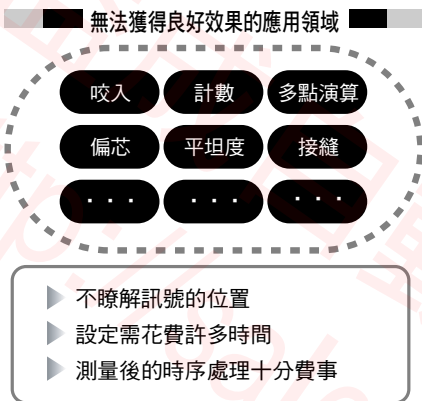 無法獲得良好效果的應用領域
咬入 計數 多點演算
偏芯 平坦度 接縫
··· ··· ···
不瞭解訊號的位置
設定需花費許多時間
測量後的時序處理十分費事